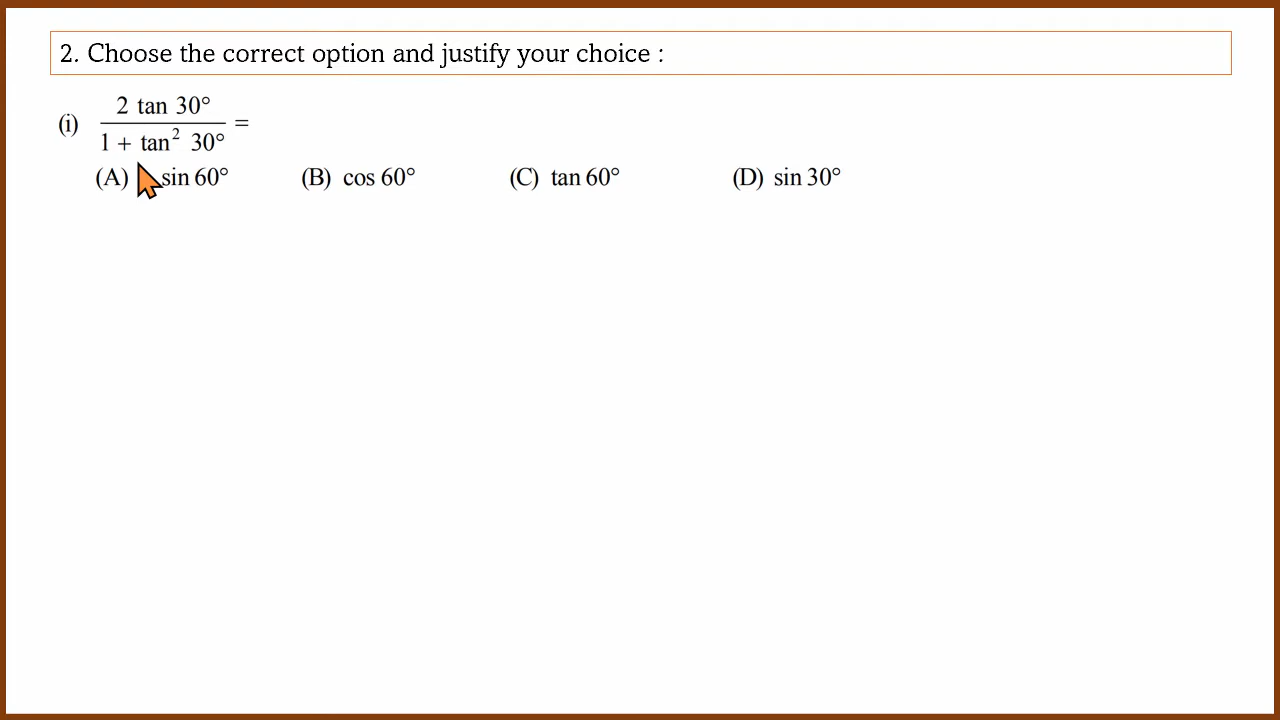 2. Choose the correct option and justify your choice :
(i) 2 tan 30° / 1 + tan² 30° =
(A) sin 60° (B) cos 60° (C) tan 60° (D) sin 30°